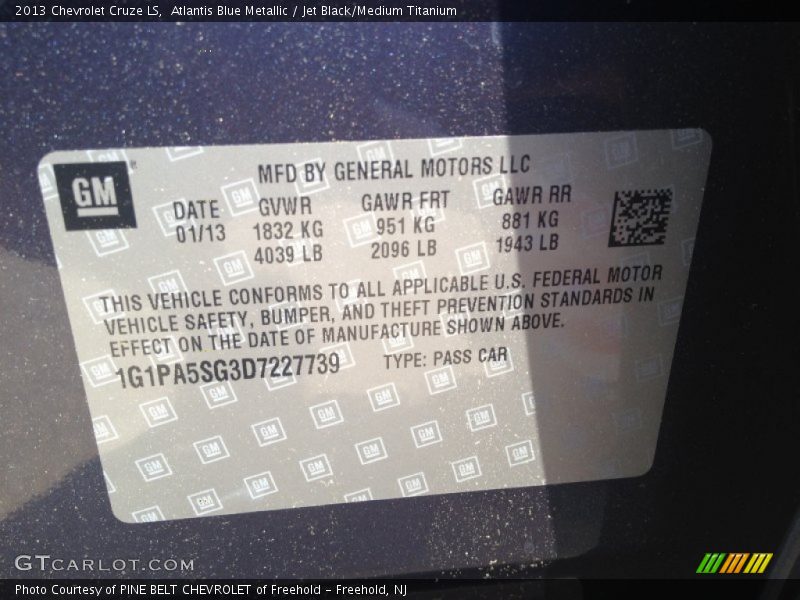 2013 Chevrolet Cruze LS,  Atlantis Blue Metallic / Jet Black/Medium Titanium
GM
MFD BY GENERAL MOTORS LLC
DATE GVWR GAWR FRT GAWR RR
01/13 1832 KG 951 KG 881 KG
4039 LB 2096 LB 1943 LB
THIS VEHICLE CONFORMS TO ALL APPLICABLE U.S. FEDERAL MOTOR
VEHICLE SAFETY, BUMPER, AND THEFT PREVENTION STANDARDS IN
EFFECT ON THE DATE OF MANUFACTURE SHOWN ABOVE.
1G1PA5SG3D7227739 TYPE: PASS CAR
GTCARLOT.COM
Photo Courtesy of PINE BELT CHEVROLET of Freehold – Freehold, NJ